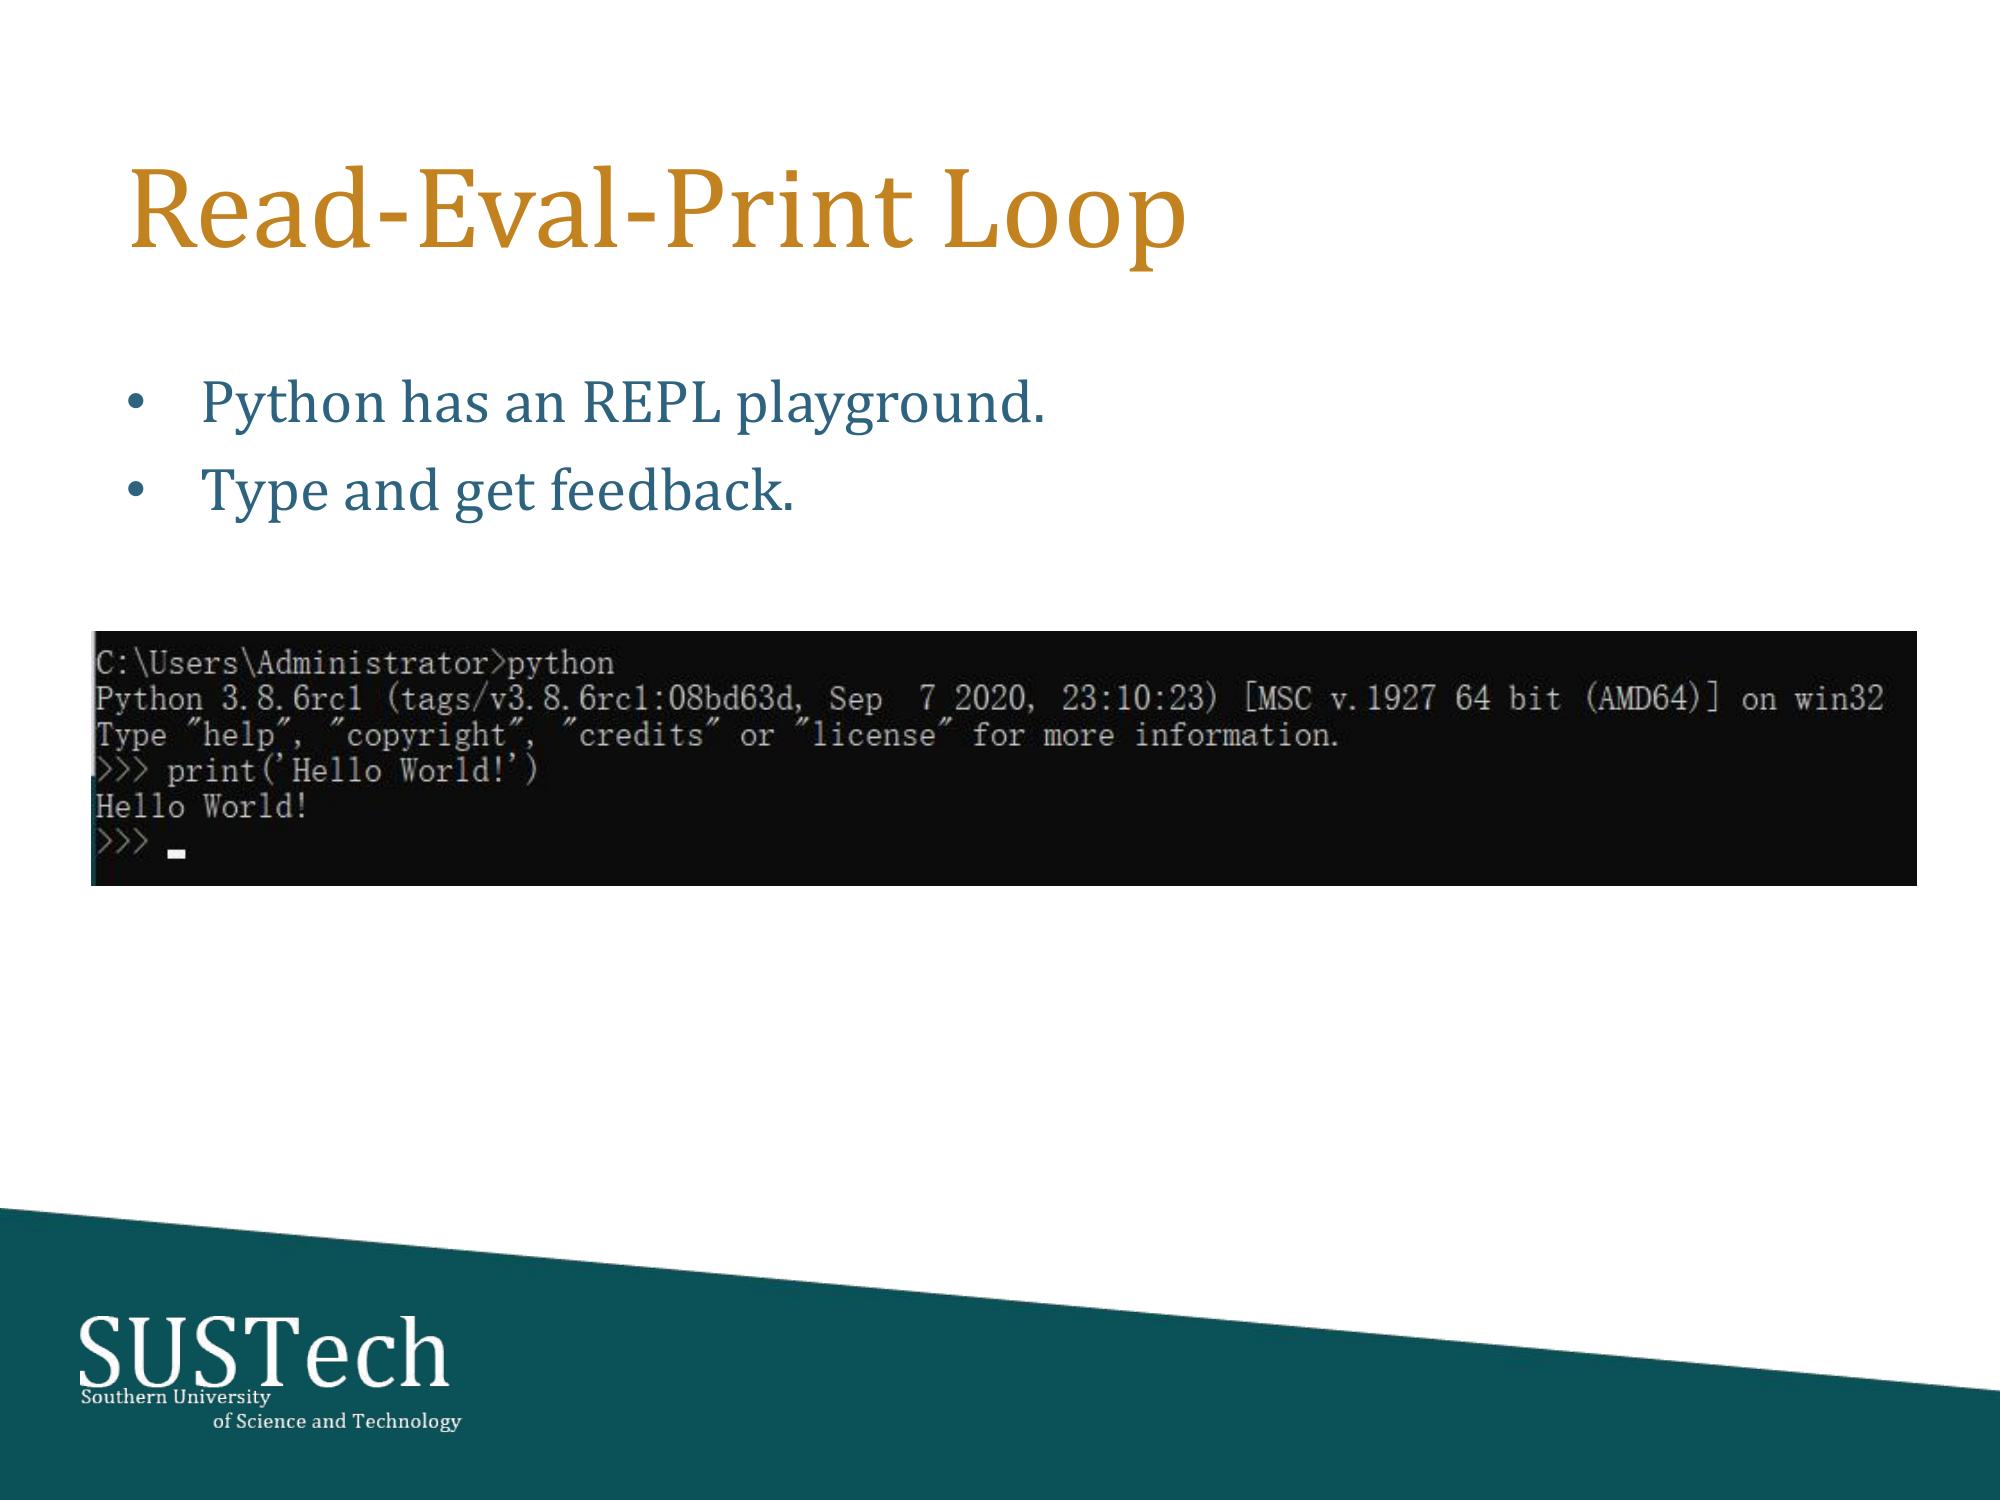 Read-Eval-Print Loop
• Python has an REPL playground.
• Type and get feedback.
C:\Users\Administrator>python
Python 3.8.6rc1 (tags/v3.8.6rc1:08bd63d, Sep  7 2020, 23:10:23) [MSC v.1927 64 bit (AMD64)] on win32
Type "help", "copyright", "credits" or "license" for more information.
>>> print('Hello World!')
Hello World!
>>>
SUSTech
Southern University
of Science and Technology